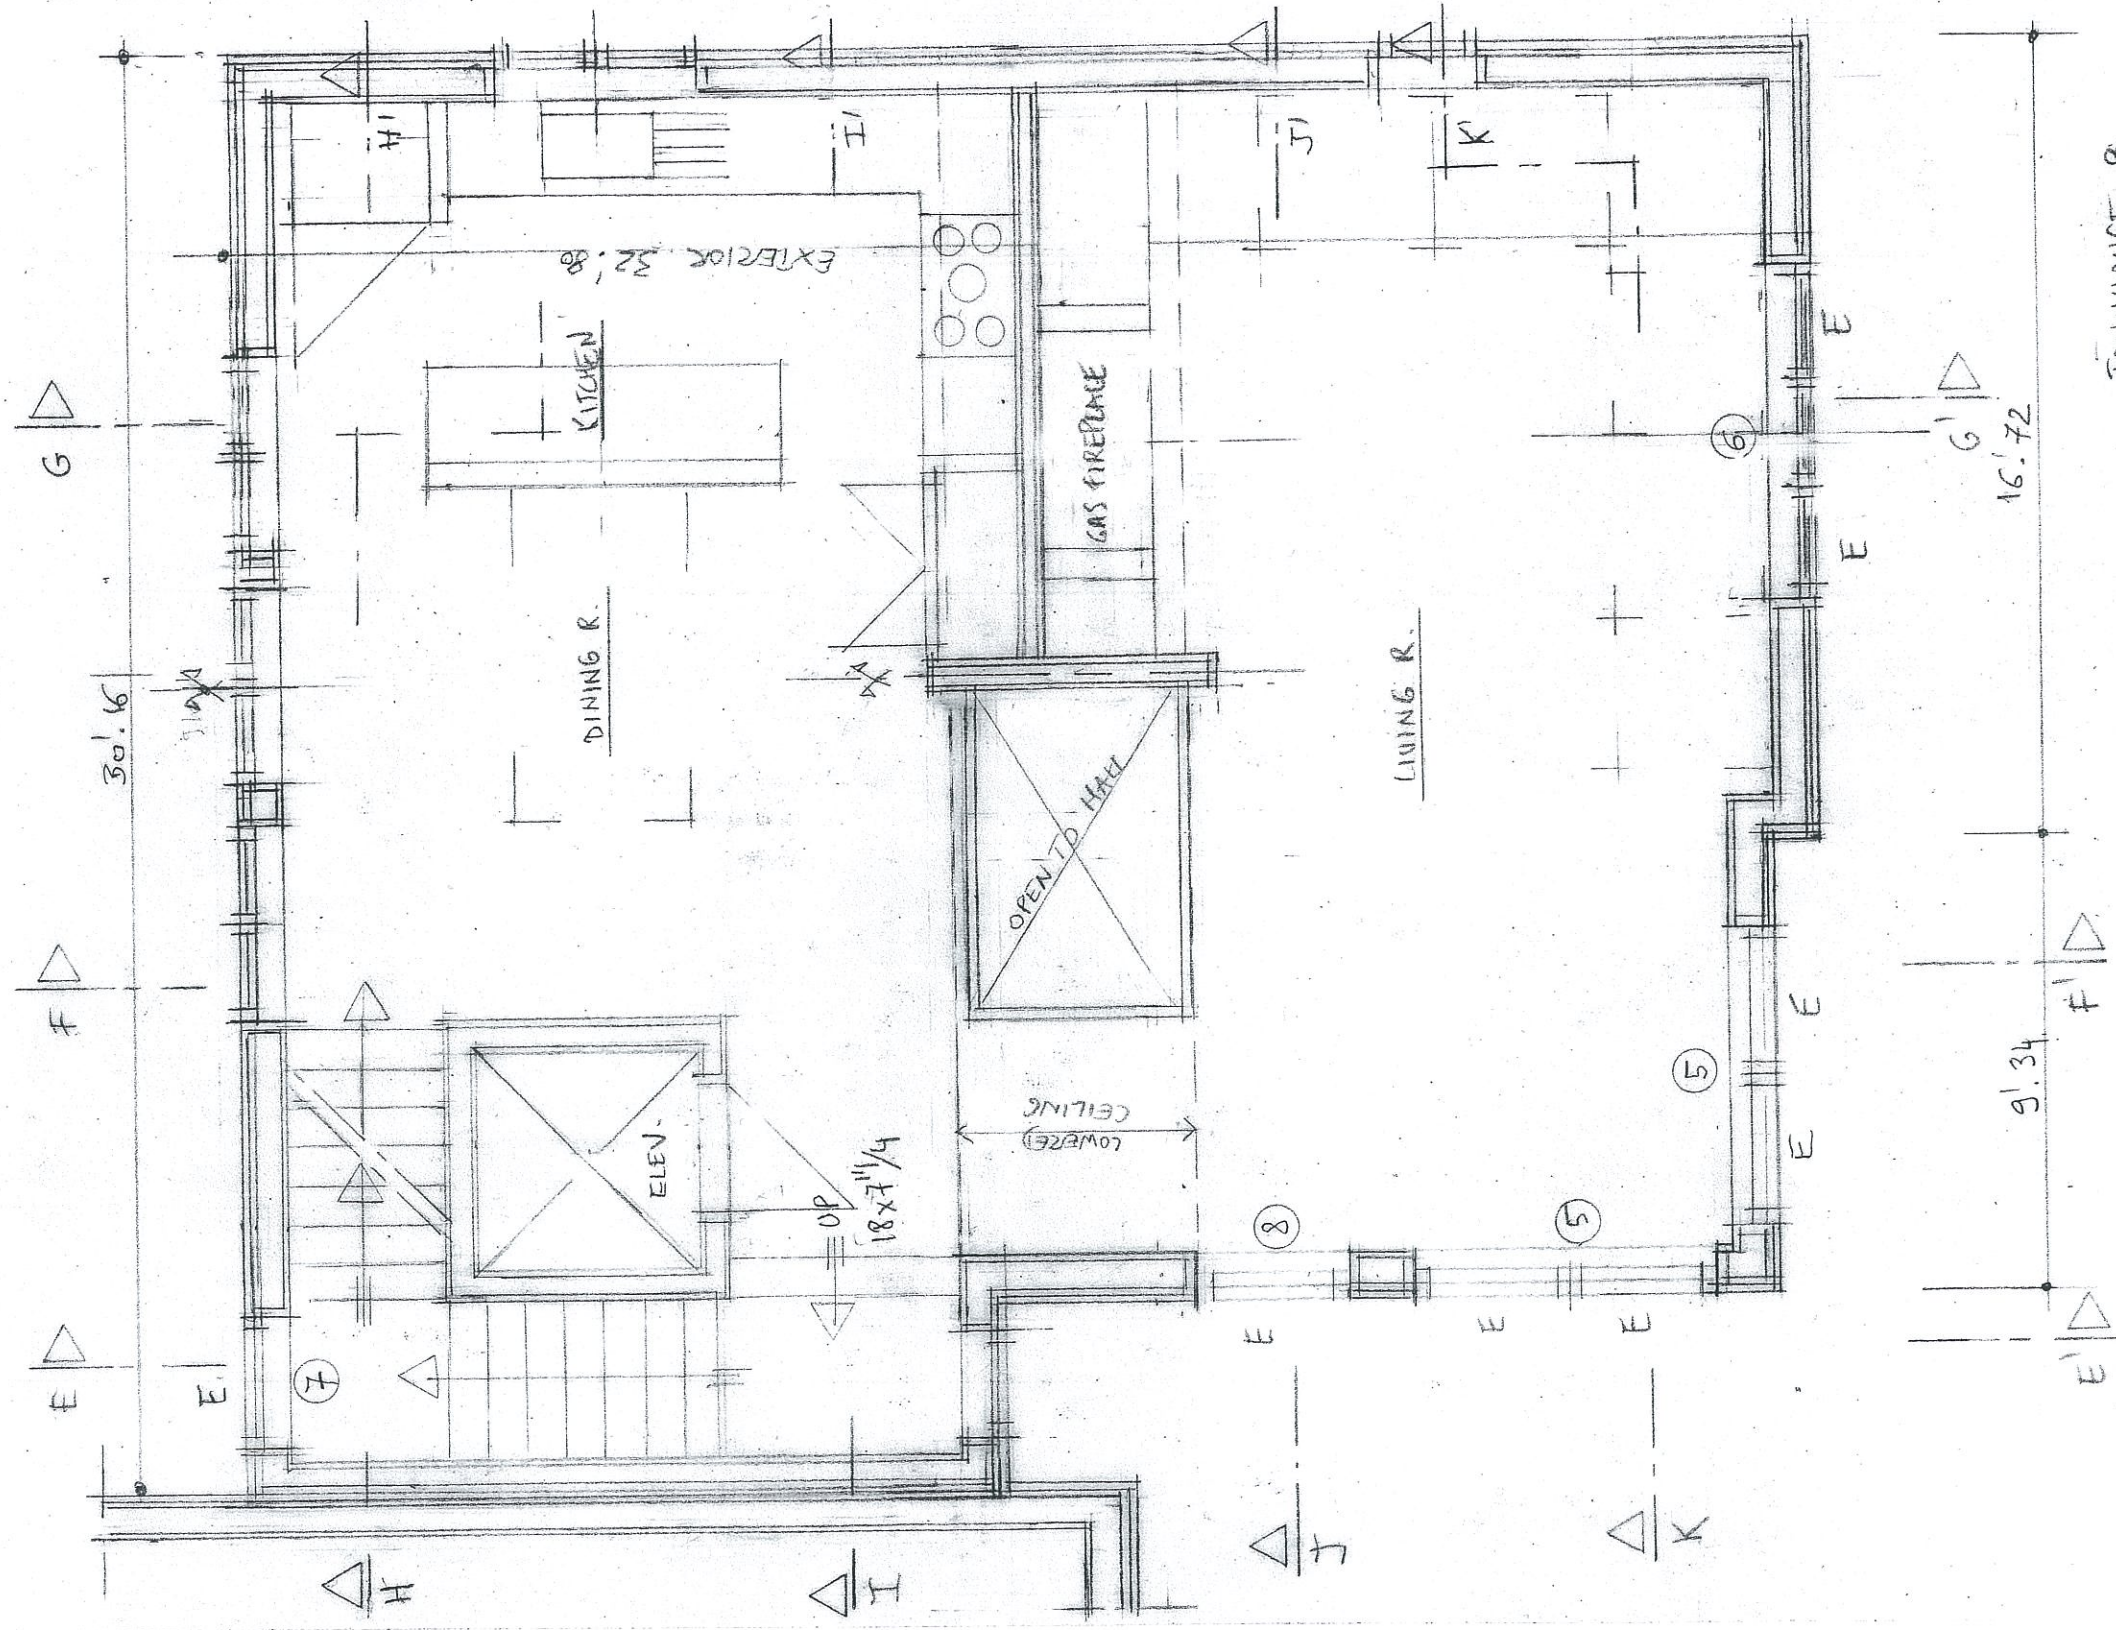 H'
I'
J'
K'
EXTERIOR 32'.80
KITCHEN
GAS FIREPLACE
DINING R.
LIVING R.
OPEN TO HALL
LOWERED
CEILING
ELEV.
UP
18x7"1/4
30'.16
16'.72
9'.34
G
F
E
E
G'
F'
E'
E
E
E
E
E
E
E
6
5
5
8
7
H
I
J
K